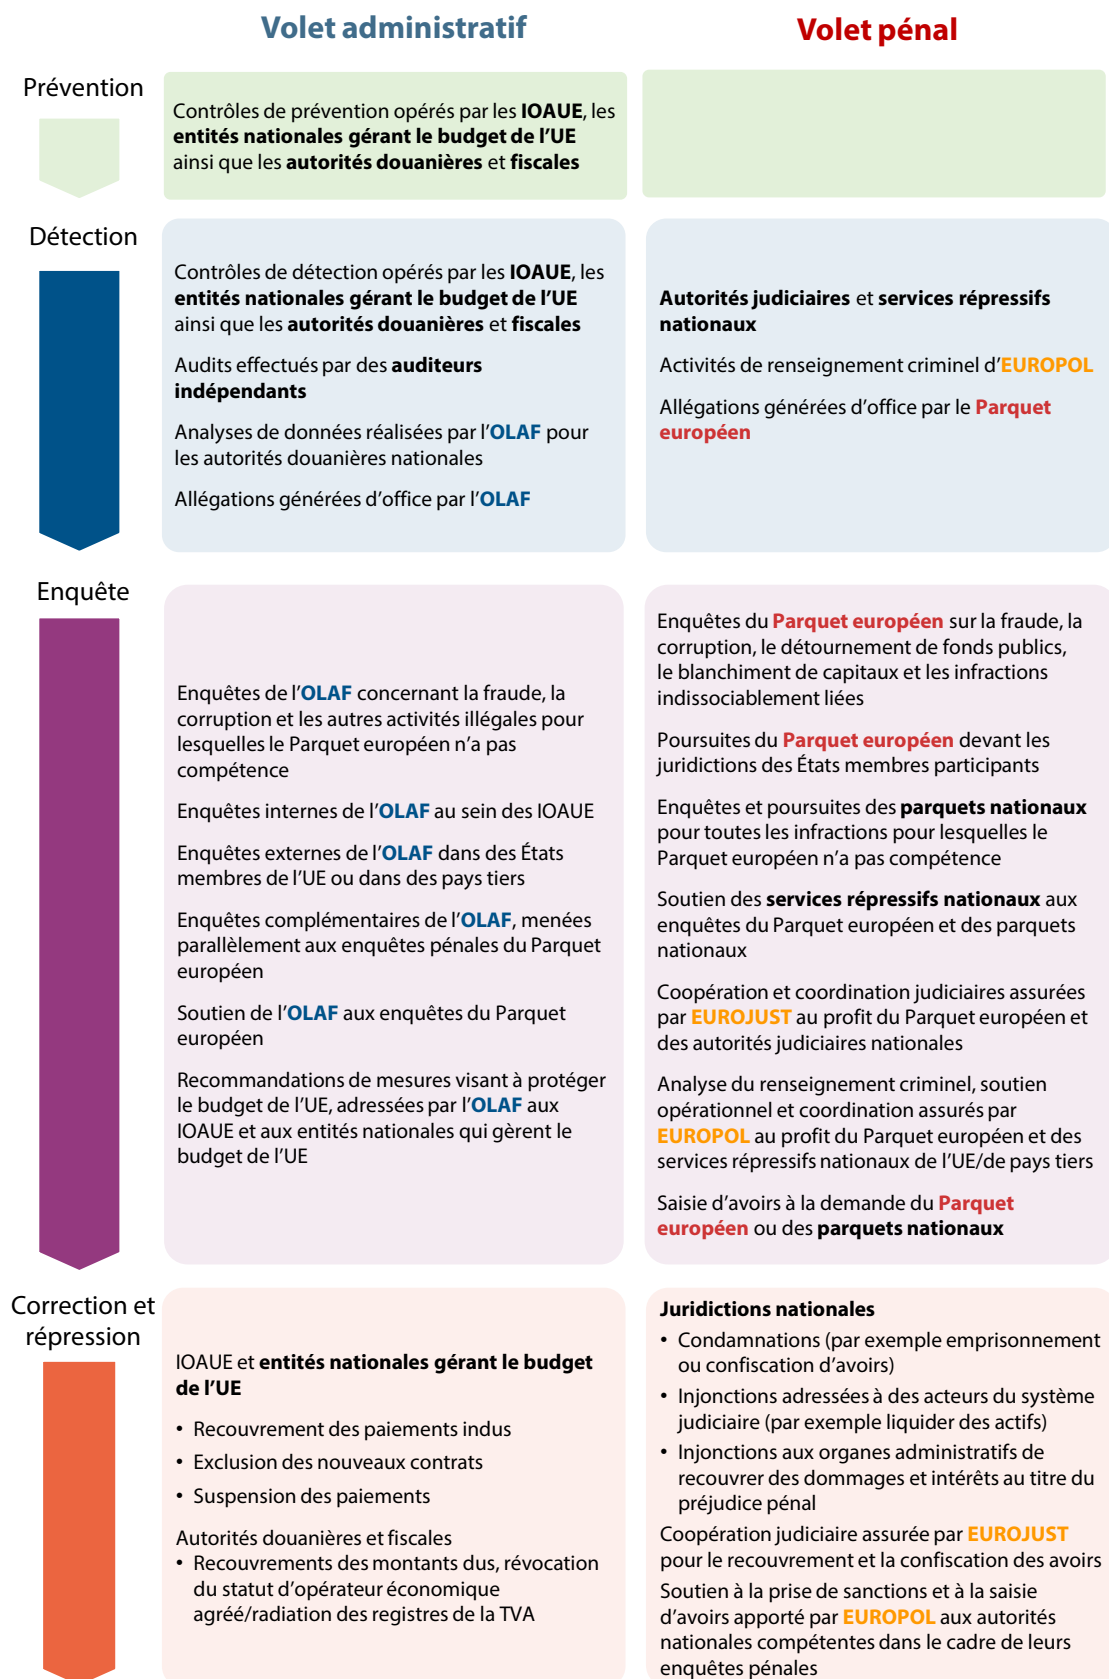 Volet administratif
Volet pénal
Prévention
Contrôles de prévention opérés par les IOAUE, les
entités nationales gérant le budget de l'UE
ainsi que les autorités douanières et fiscales
Détection
Contrôles de détection opérés par les IOAUE, les
entités nationales gérant le budget de l'UE
ainsi que les autorités douanières et fiscales
Audits effectués par des auditeurs
indépendants
Analyses de données réalisées par l'OLAF pour
les autorités douanières nationales
Allégations générées d'office par l'OLAF
Autorités judiciaires et services répressifs
nationaux
Activités de renseignement criminel d'EUROPOL
Allégations générées d'office par le Parquet
européen
Enquête
Enquêtes de l'OLAF concernant la fraude, la
corruption et les autres activités illégales pour
lesquelles le Parquet européen n'a pas
compétence
Enquêtes internes de l'OLAF au sein des IOAUE
Enquêtes externes de l'OLAF dans des États
membres de l'UE ou dans des pays tiers
Enquêtes complémentaires de l'OLAF, menées
parallèlement aux enquêtes pénales du Parquet
européen
Soutien de l'OLAF aux enquêtes du Parquet
européen
Recommandations de mesures visant à protéger
le budget de l'UE, adressées par l'OLAF aux
IOAUE et aux entités nationales qui gèrent le
budget de l'UE
Enquêtes du Parquet européen sur la fraude, la
corruption, le détournement de fonds publics,
le blanchiment de capitaux et les infractions
indissociablement liées
Poursuites du Parquet européen devant les
juridictions des États membres participants
Enquêtes et poursuites des parquets nationaux
pour toutes les infractions pour lesquelles le
Parquet européen n'a pas compétence
Soutien des services répressifs nationaux aux
enquêtes du Parquet européen et des parquets
nationaux
Coopération et coordination judiciaires assurées
par EUROJUST au profit du Parquet européen et
des autorités judiciaires nationales
Analyse du renseignement criminel, soutien
opérationnel et coordination assurés par
EUROPOL au profit du Parquet européen et des
services répressifs nationaux de l'UE/de pays tiers
Saisie d'avoirs à la demande du Parquet
européen ou des parquets nationaux
Correction et
répression
IOAUE et entités nationales gérant le budget
de l'UE
• Recouvrement des paiements indus
• Exclusion des nouveaux contrats
• Suspension des paiements
Autorités douanières et fiscales
• Recouvrements des montants dus, révocation
du statut d'opérateur économique
agréé/radiation des registres de la TVA
Juridictions nationales
• Condamnations (par exemple emprisonnement
ou confiscation d'avoirs)
• Injonctions adressées à des acteurs du système
judiciaire (par exemple liquider des actifs)
• Injonctions aux organes administratifs de
recouvrer des dommages et intérêts au titre du
préjudice pénal
Coopération judiciaire assurée par EUROJUST
pour le recouvrement et la confiscation des avoirs
Soutien à la prise de sanctions et à la saisie
d'avoirs apporté par EUROPOL aux autorités
nationales compétentes dans le cadre de leurs
enquêtes pénales